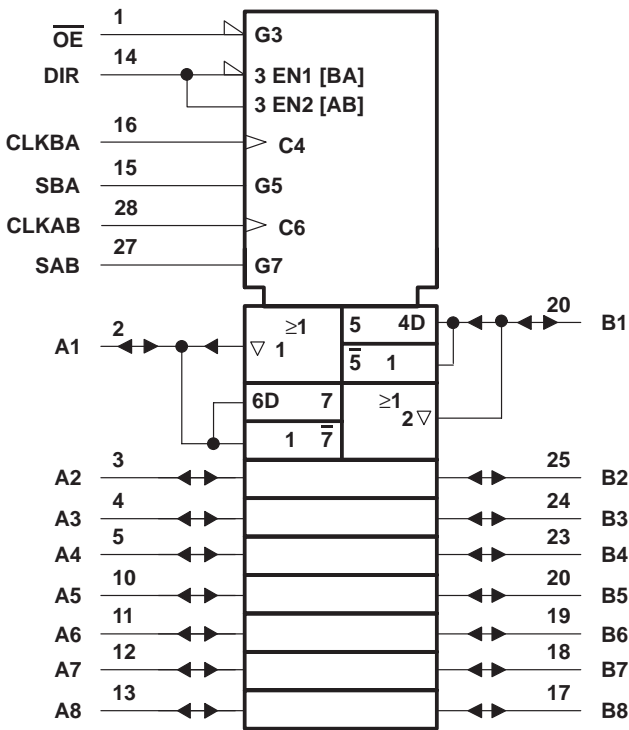 1
OE
G3
14
DIR
3 EN1 [BA]
3 EN2 [AB]
16
CLKBA
C4
15
SBA
G5
28
CLKAB
C6
27
SAB
G7
2
A1
≥1
▽ 1
5 4D
5̅ 1
20
B1
6D 7
1 7̅
≥1
2 ▽
3
A2
25
B2
4
A3
24
B3
5
A4
23
B4
10
A5
20
B5
11
A6
19
B6
12
A7
18
B7
13
A8
17
B8